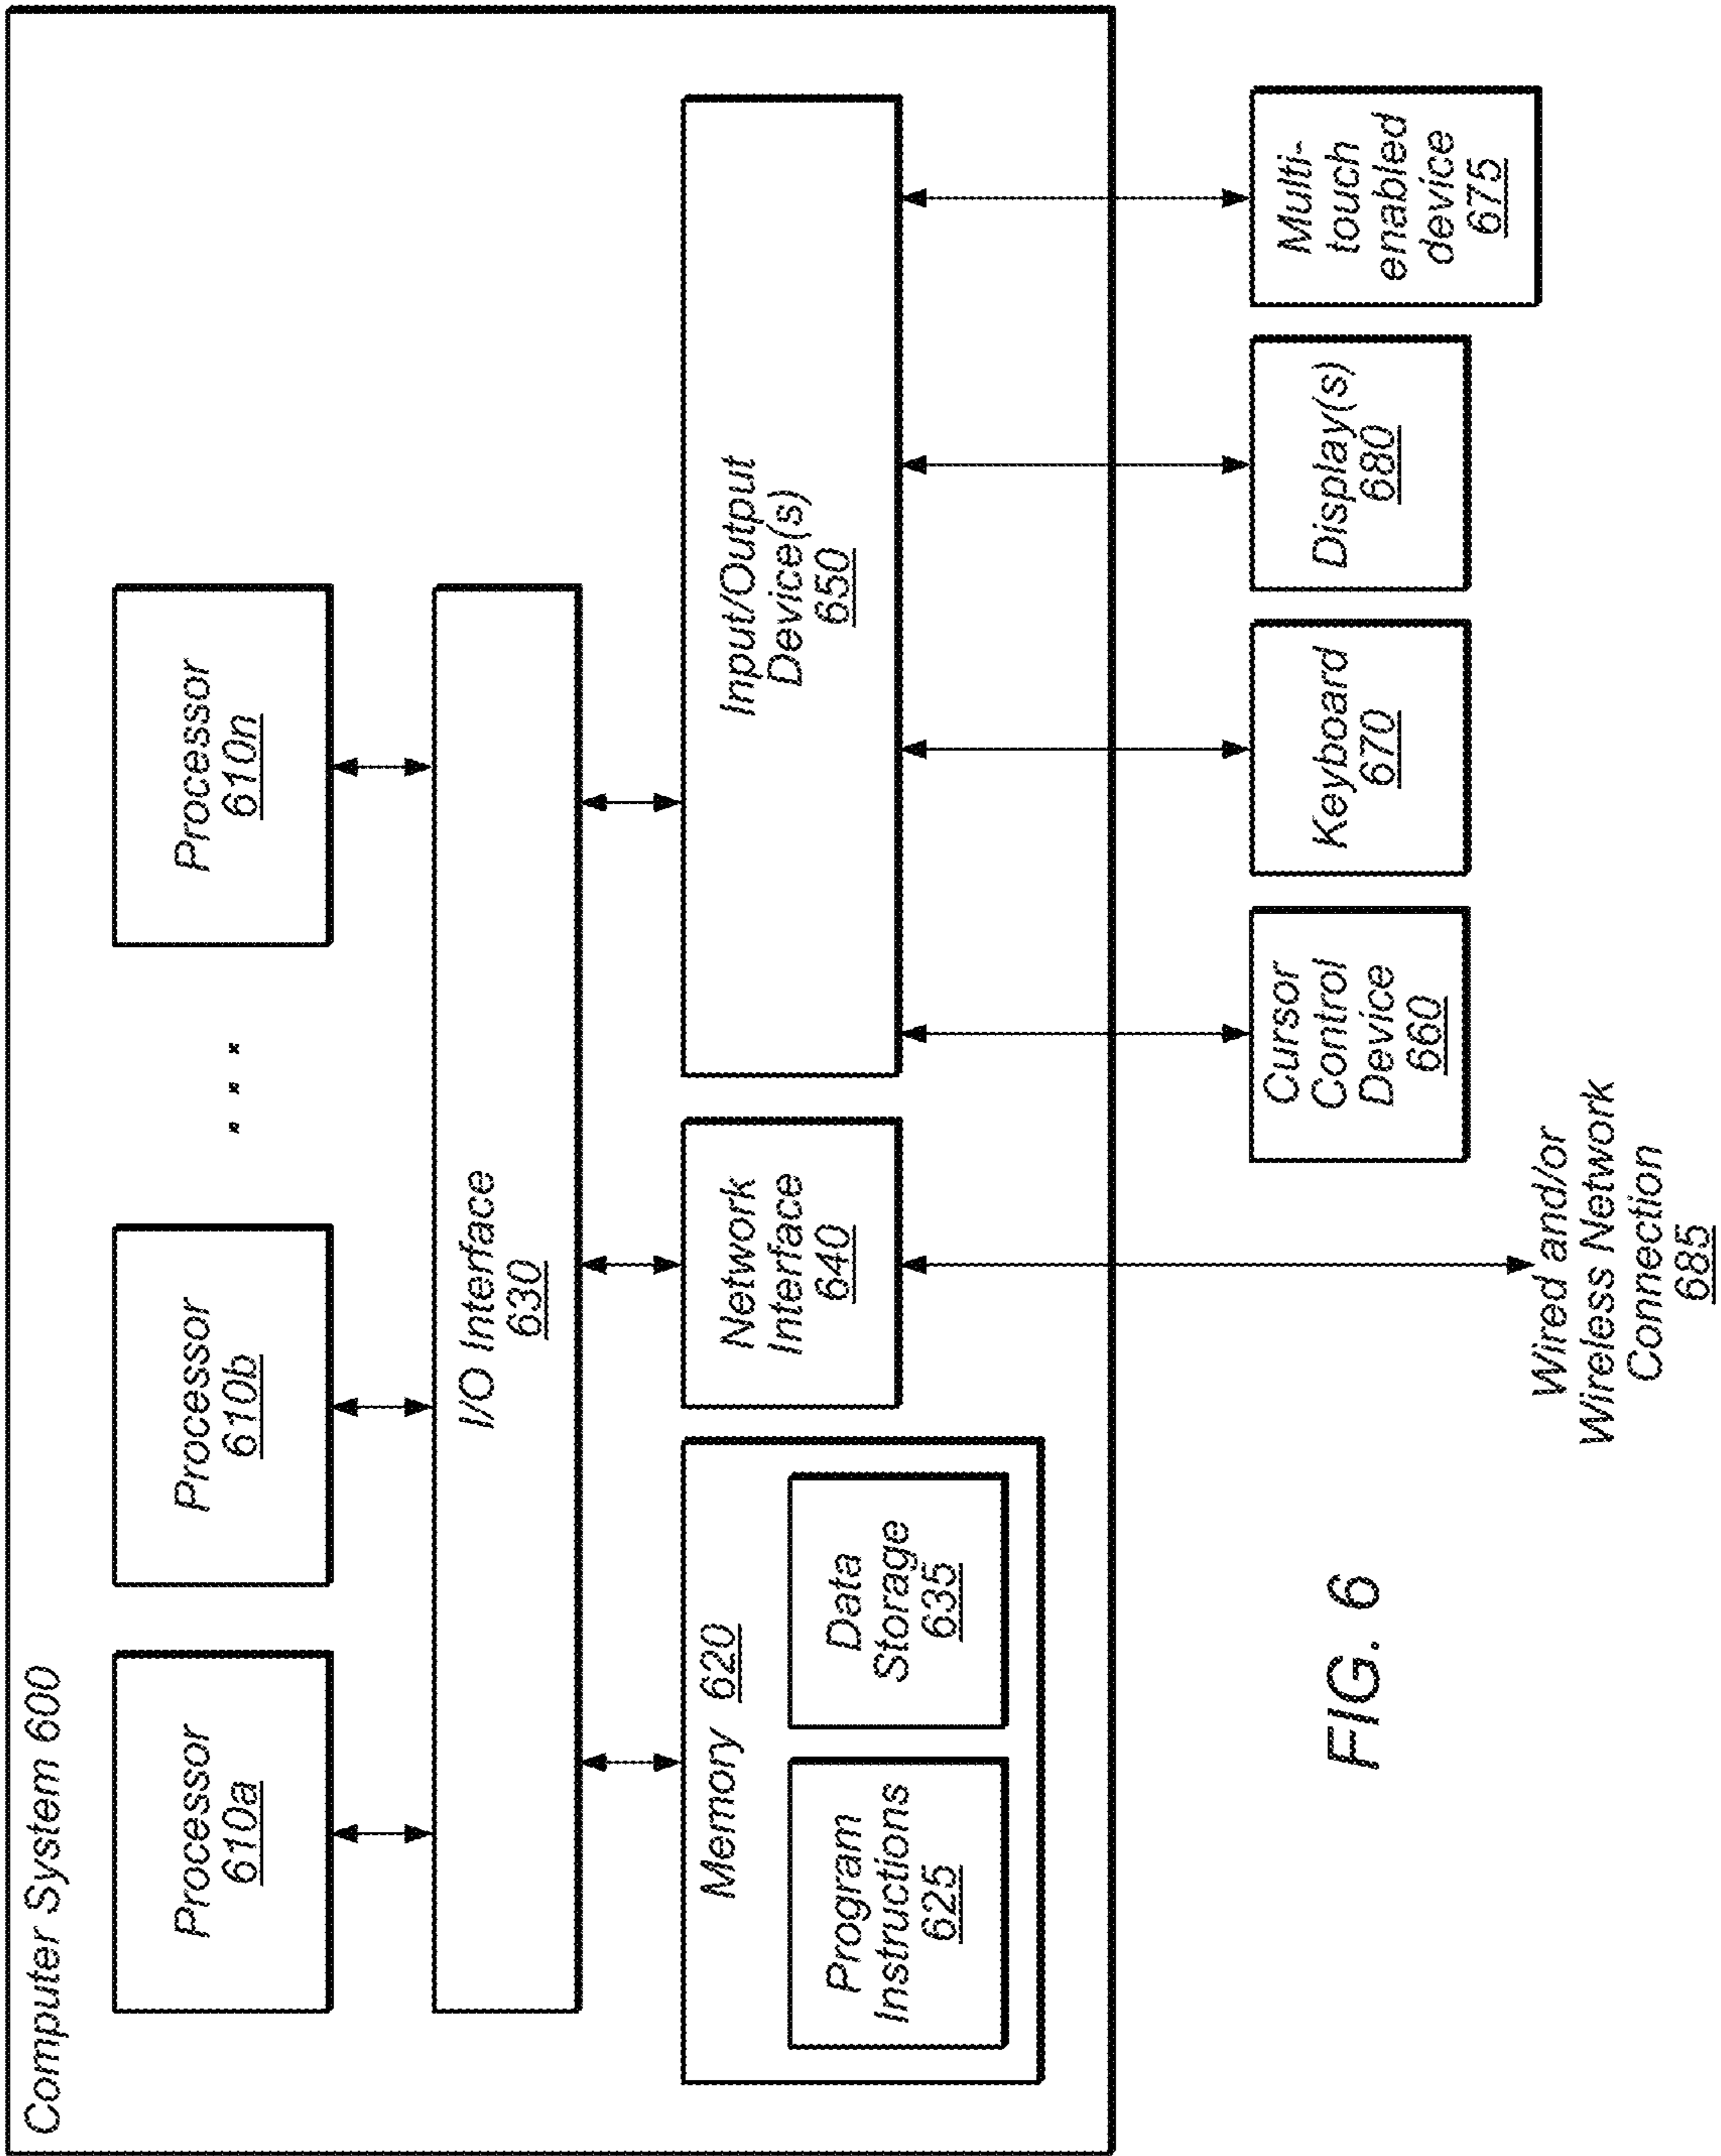 Computer System 600
Processor
610a
Processor
610b
. . .
Processor
610n
I/O Interface
630
Memory 620
Program
Instructions
625
Data
Storage
635
Network
Interface
640
Input/Output
Device(s)
650
Cursor
Control
Device
660
Keyboard
670
Display(s)
680
Multi-
touch
enabled
device
675
Wired and/or
Wireless Network
Connection
685
FIG. 6